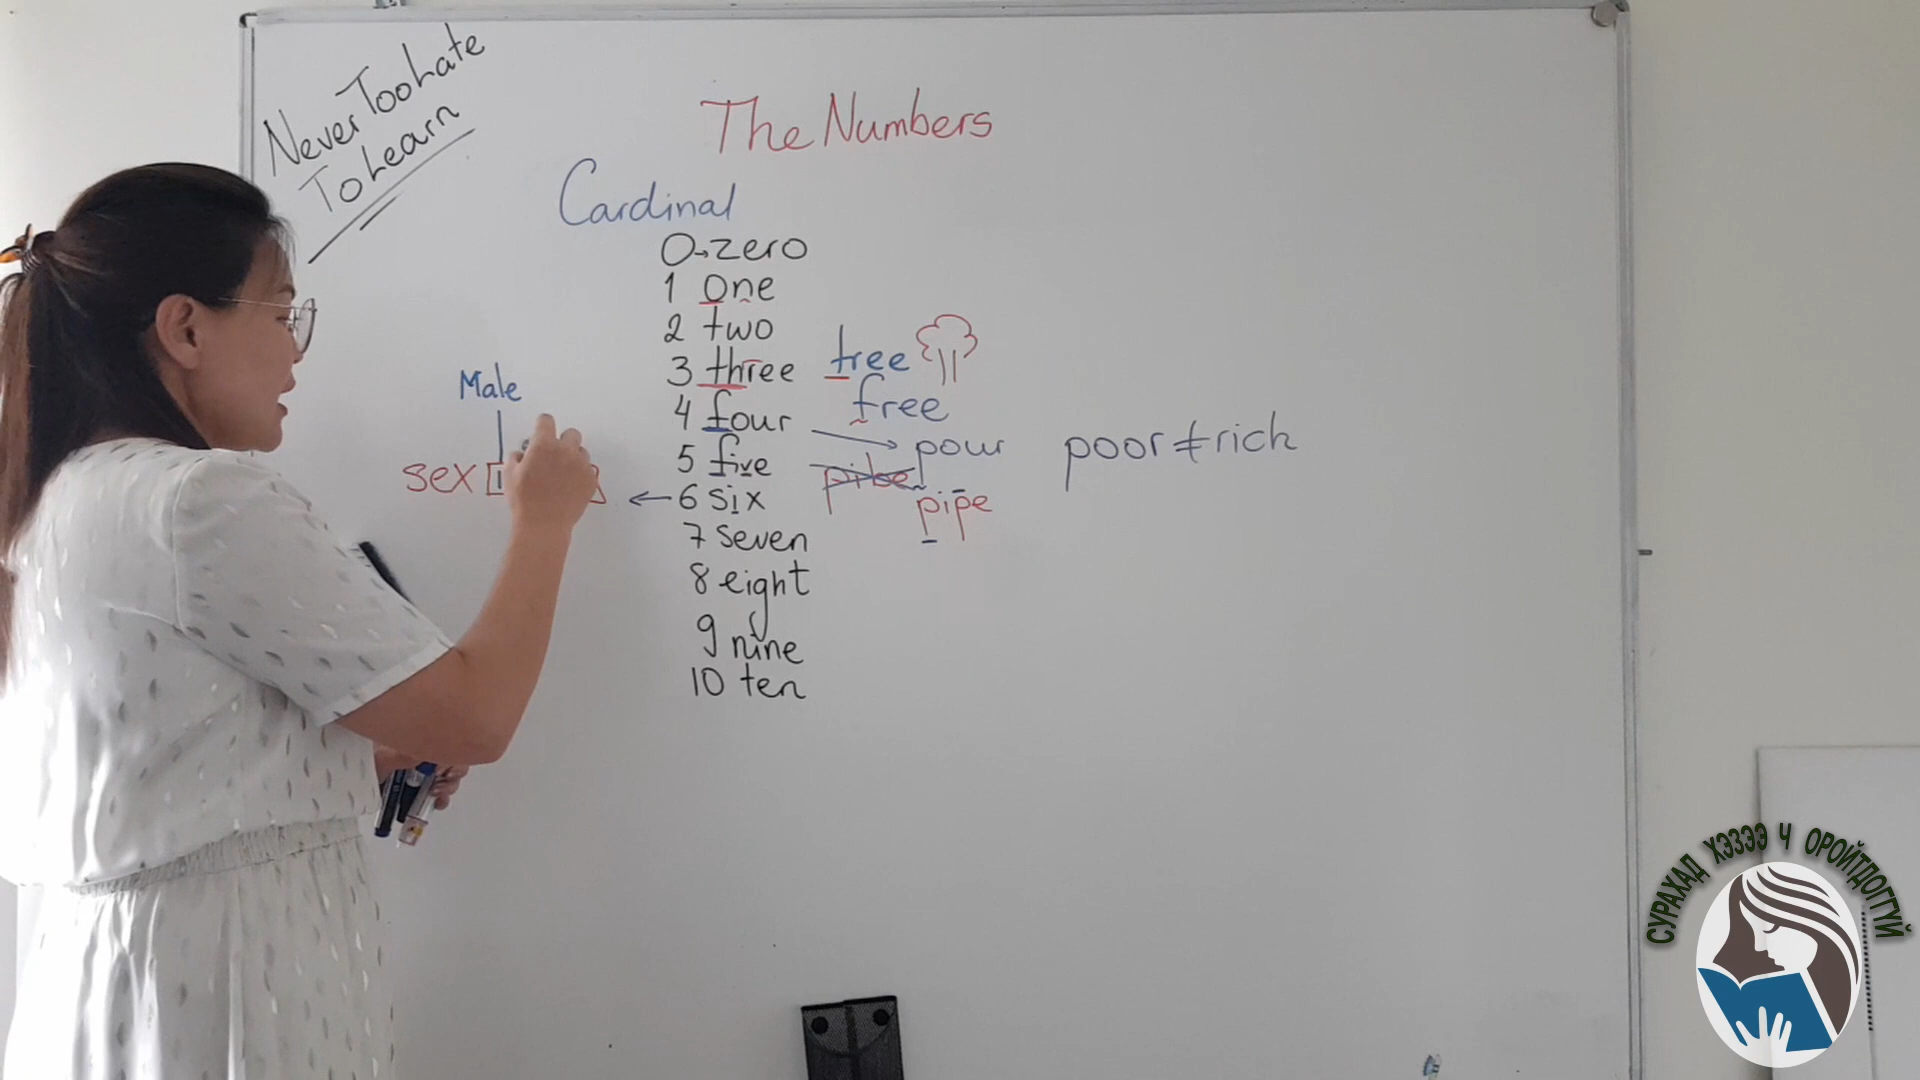 Never Too Late
To Learn
The Numbers
Cardinal
0→zero
1 one
2 two
3 three tree
4 four free
pour poor ≠ rich
5 five pibe
6 six pipe
Male
sex
7 seven
8 eight
9 nine
10 ten
СУРАХАД ХЭЗЭЭ Ч ОРОЙТДОГГҮЙ